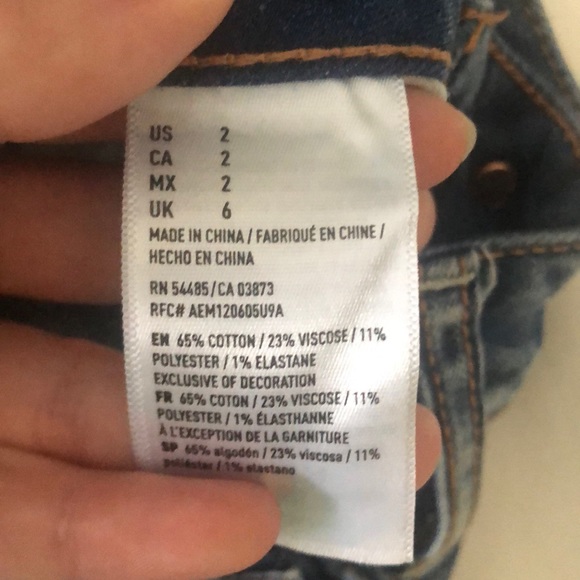 US 2
CA 2
MX 2
UK 6
MADE IN CHINA / FABRIQUÉ EN CHINE /
HECHO EN CHINA
RN 54485/CA 03873
RFC# AEM120605U9A
EN 65% COTTON / 23% VISCOSE / 11%
POLYESTER / 1% ELASTANE
EXCLUSIVE OF DECORATION
FR 65% COTON / 23% VISCOSE / 11%
POLYESTER / 1% ÉLASTHANNE
À L'EXCEPTION DE LA GARNITURE
SP 65% algodón / 23% viscosa / 11%
poliéster / 1% elastano